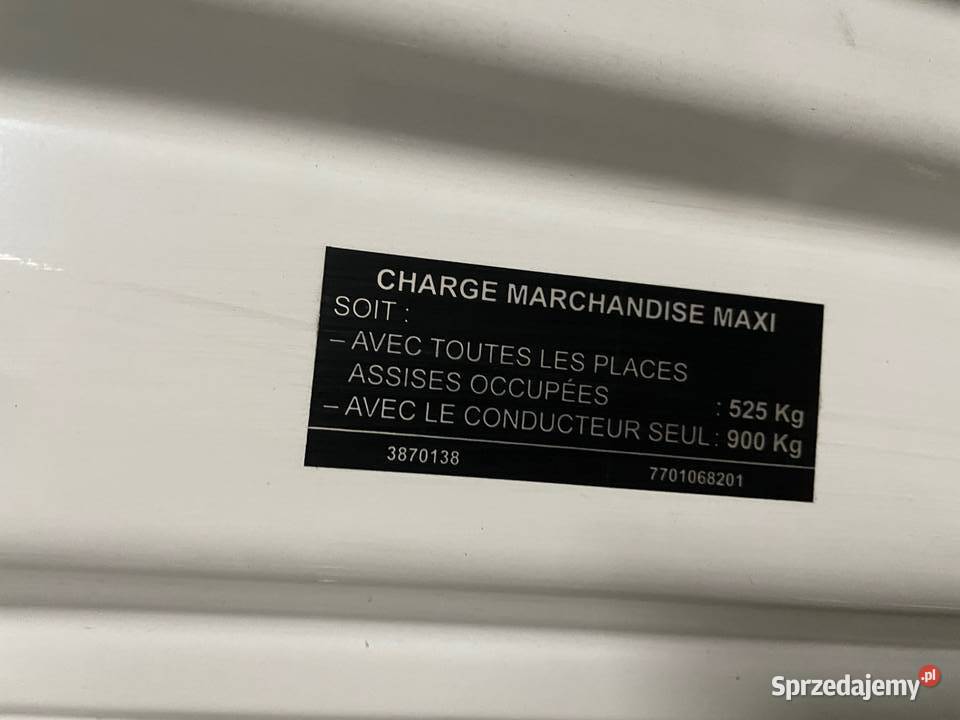 CHARGE MARCHANDISE MAXI
SOIT :
– AVEC TOUTES LES PLACES
ASSISES OCCUPÉES : 525 Kg
– AVEC LE CONDUCTEUR SEUL : 900 Kg
3870138 7701068201
Sprzedajemy.pl